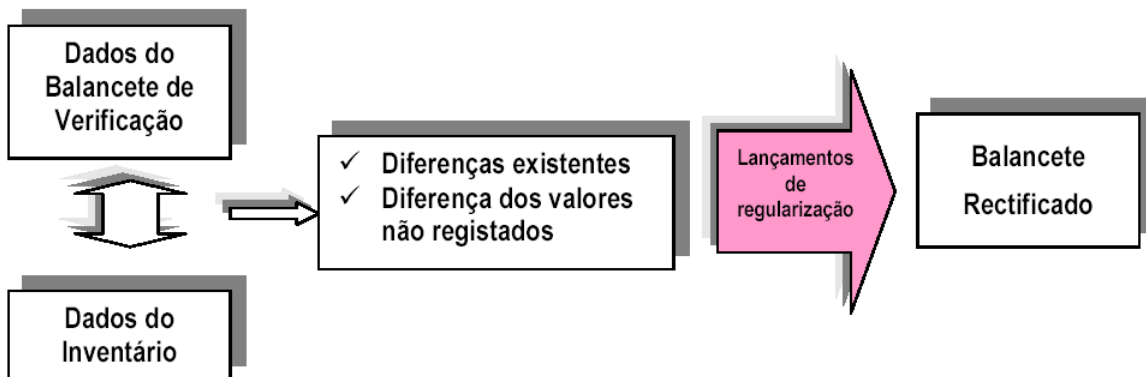 Dados do
Balancete de
Verificação
Dados do
Inventário
✓ Diferenças existentes
✓ Diferença dos valores
não registados
Lançamentos
de
regularização
Balancete
Rectificado